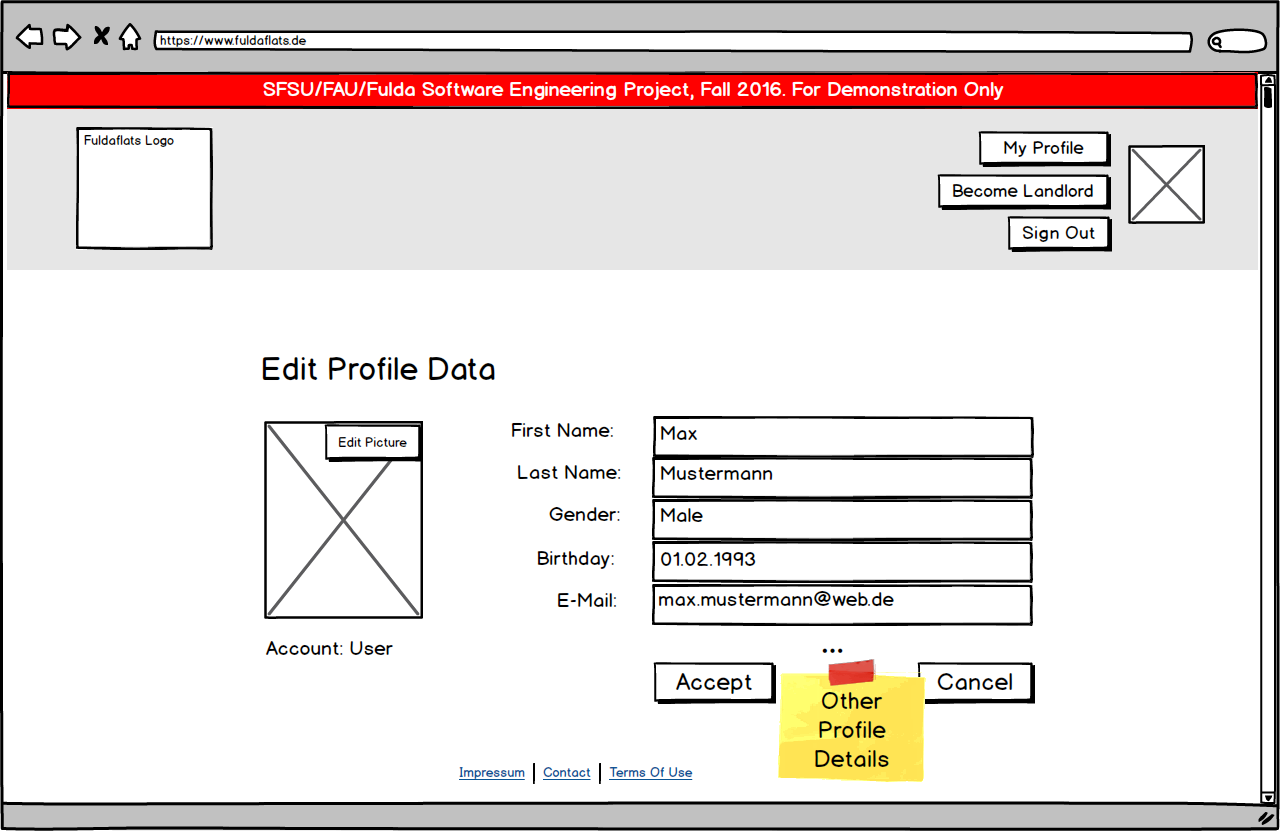 https://www.fuldaflats.de
SFSU/FAU/Fulda Software Engineering Project, Fall 2016. For Demonstration Only
Fuldaflats Logo
My Profile
Become Landlord
Sign Out
Edit Profile Data
Edit Picture
Account: User
First Name: Max
Last Name: Mustermann
Gender: Male
Birthday: 01.02.1993
E-Mail: max.mustermann@web.de
...
Accept
Other
Profile
Details
Cancel
Impressum | Contact | Terms Of Use